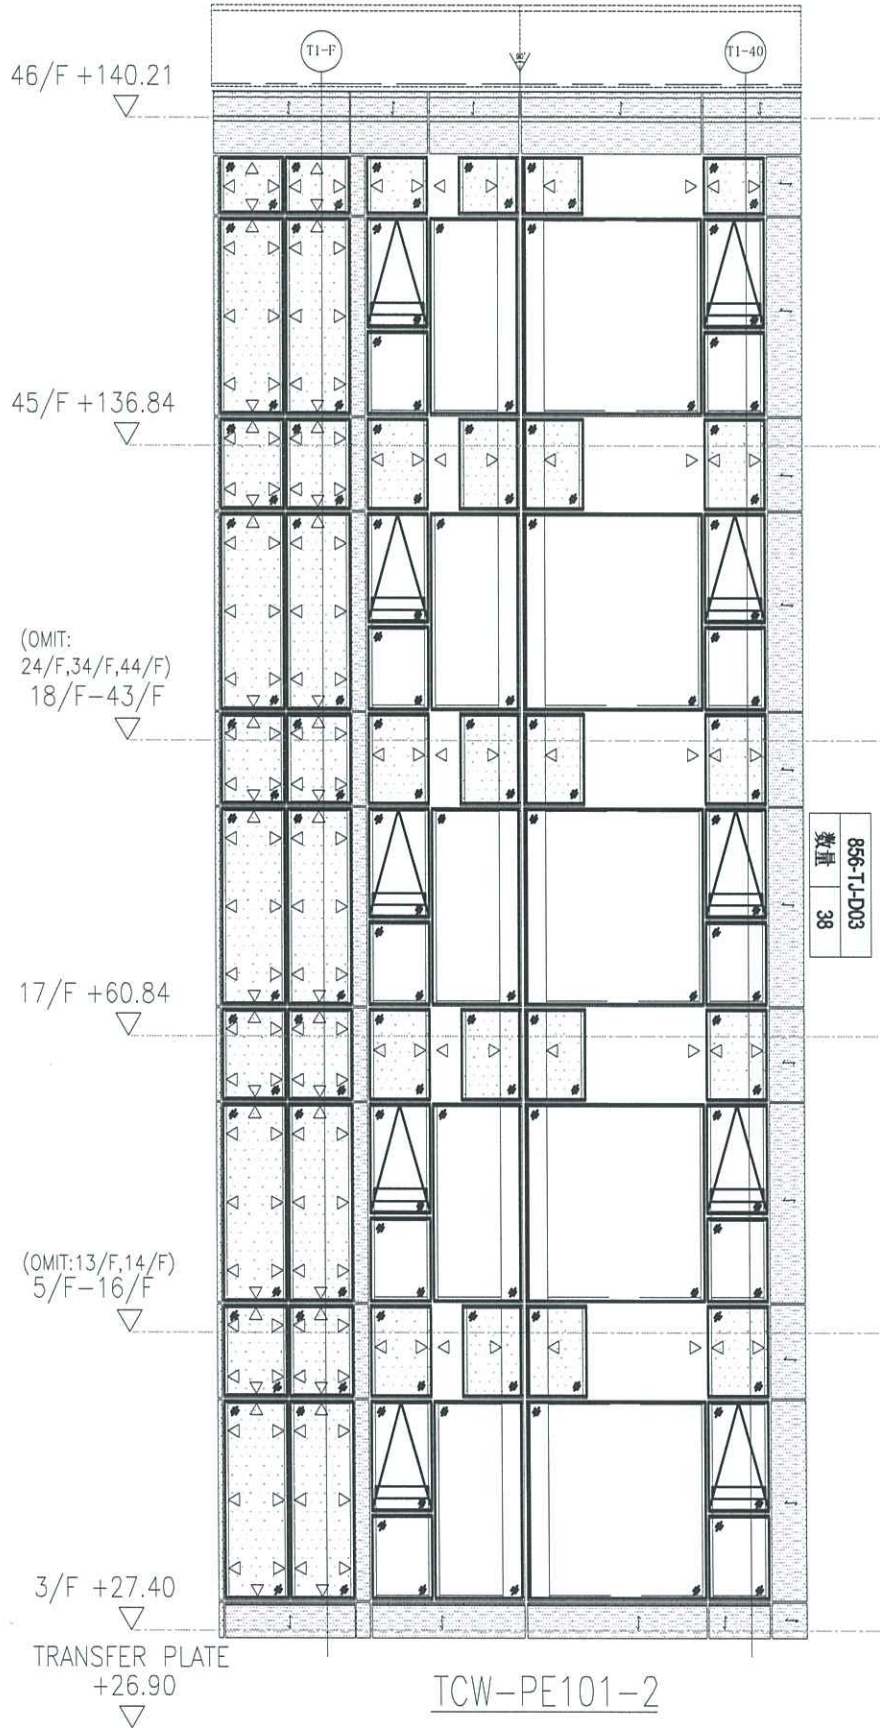 T1-F
90°
T1-40
46/F +140.21
45/F +136.84
(OMIT:
24/F,34/F,44/F)
18/F-43/F
856-TJ-D03
数量 38
17/F +60.84
(OMIT:13/F,14/F)
5/F-16/F
3/F +27.40
TRANSFER PLATE
+26.90
TCW-PE101-2